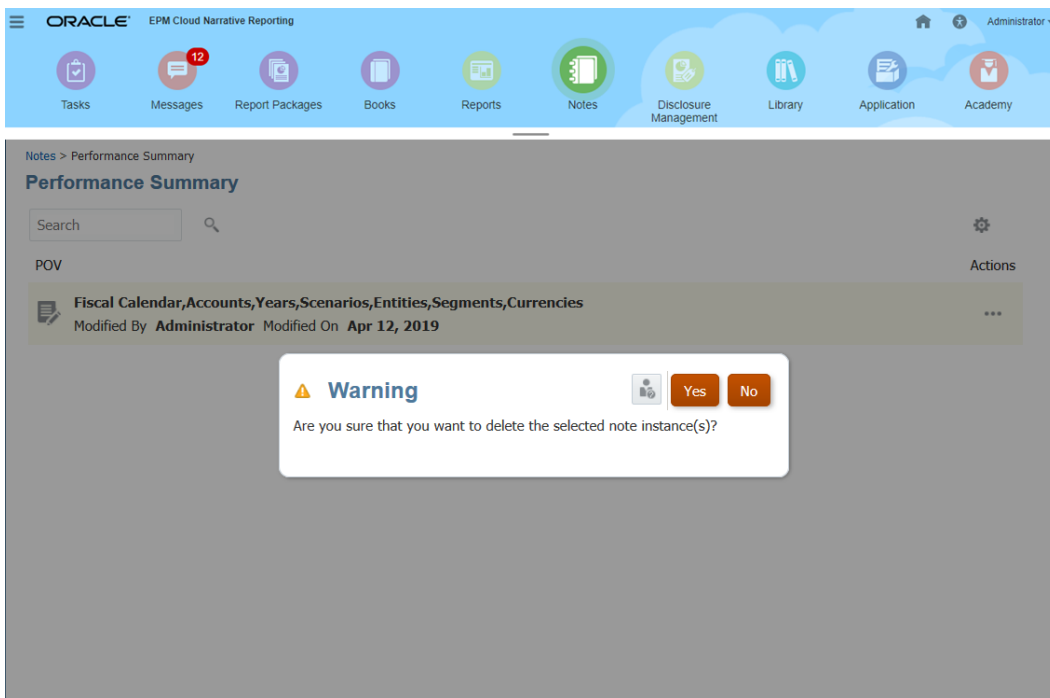 ORACLE® EPM Cloud Narrative Reporting Administrator
12
Tasks Messages Report Packages Books Reports Notes Disclosure Management Library Application Academy
Notes > Performance Summary
Performance Summary
Search
POV Actions
Fiscal Calendar,Accounts,Years,Scenarios,Entities,Segments,Currencies
Modified By Administrator Modified On Apr 12, 2019
Warning Yes No
Are you sure that you want to delete the selected note instance(s)?